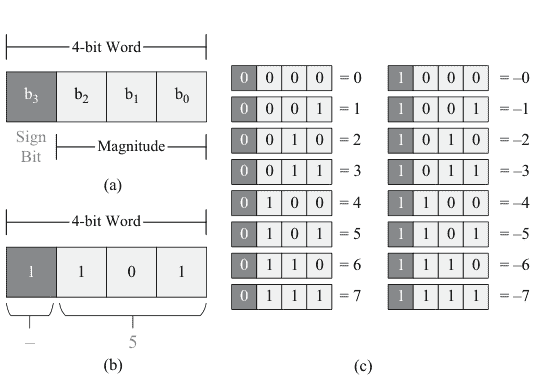 4-bit Word
b3 b2 b1 b0
Sign
Bit
Magnitude
(a)
4-bit Word
1 1 0 1
– 5
(b)
0 0 0 0 = 0
0 0 0 1 = 1
0 0 1 0 = 2
0 0 1 1 = 3
0 1 0 0 = 4
0 1 0 1 = 5
0 1 1 0 = 6
0 1 1 1 = 7
1 0 0 0 = –0
1 0 0 1 = –1
1 0 1 0 = –2
1 0 1 1 = –3
1 1 0 0 = –4
1 1 0 1 = –5
1 1 1 0 = –6
1 1 1 1 = –7
(c)